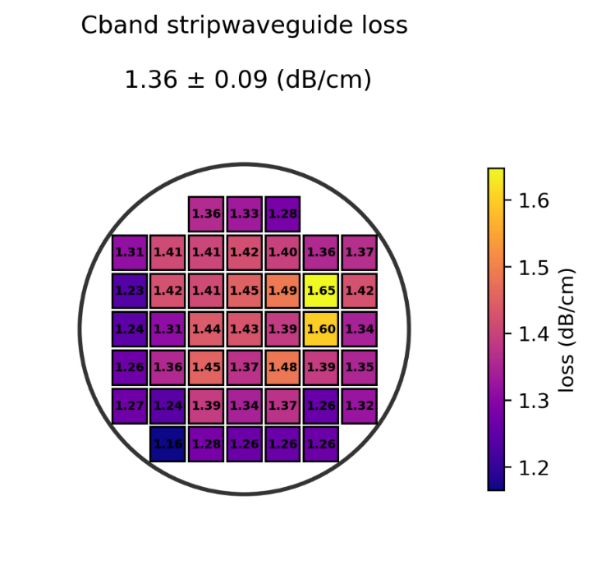 Cband stripwaveguide loss
1.36 ± 0.09 (dB/cm)
1.36 1.33 1.28
1.31 1.41 1.41 1.42 1.40 1.36 1.37
1.23 1.42 1.41 1.45 1.49 1.65 1.42
1.24 1.31 1.44 1.43 1.39 1.60 1.34
1.26 1.36 1.45 1.37 1.48 1.39 1.35
1.27 1.24 1.39 1.34 1.37 1.26 1.32
1.16 1.28 1.26 1.26 1.26
1.6
1.5
1.4
1.3
1.2
loss (dB/cm)